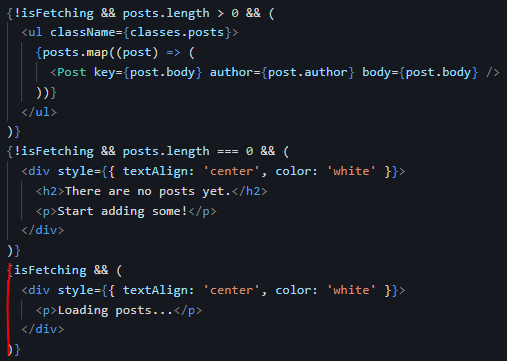 {!isFetching && posts.length > 0 && (
<ul className={classes.posts}>
{posts.map((post) => (
<Post key={post.body} author={post.author} body={post.body} />
))}
</ul>
)}
{!isFetching && posts.length === 0 && (
<div style={{ textAlign: 'center', color: 'white' }}>
<h2>There are no posts yet.</h2>
<p>Start adding some!</p>
</div>
)}
{isFetching && (
<div style={{ textAlign: 'center', color: 'white' }}>
<p>Loading posts...</p>
</div>
)}